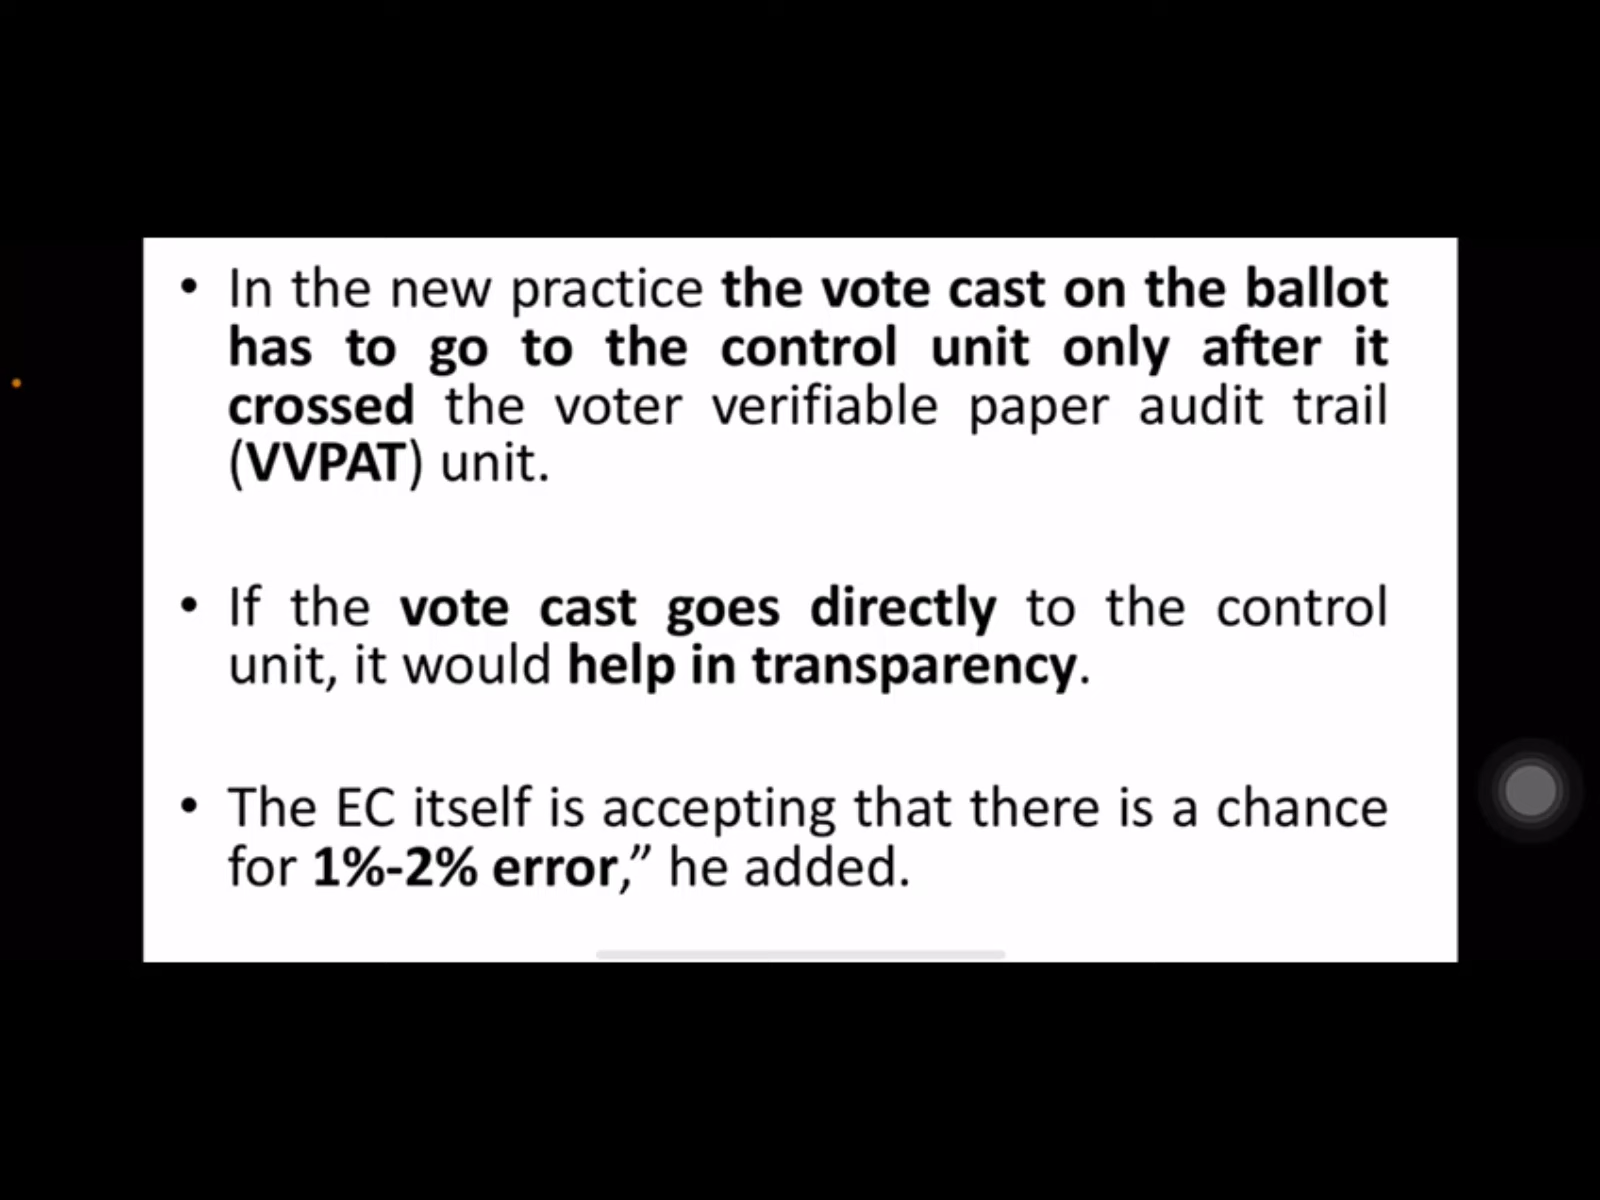 • In the new practice the vote cast on the ballot
has to go to the control unit only after it
crossed the voter verifiable paper audit trail
(VVPAT) unit.
• If the vote cast goes directly to the control
unit, it would help in transparency.
• The EC itself is accepting that there is a chance
for 1%-2% error,” he added.